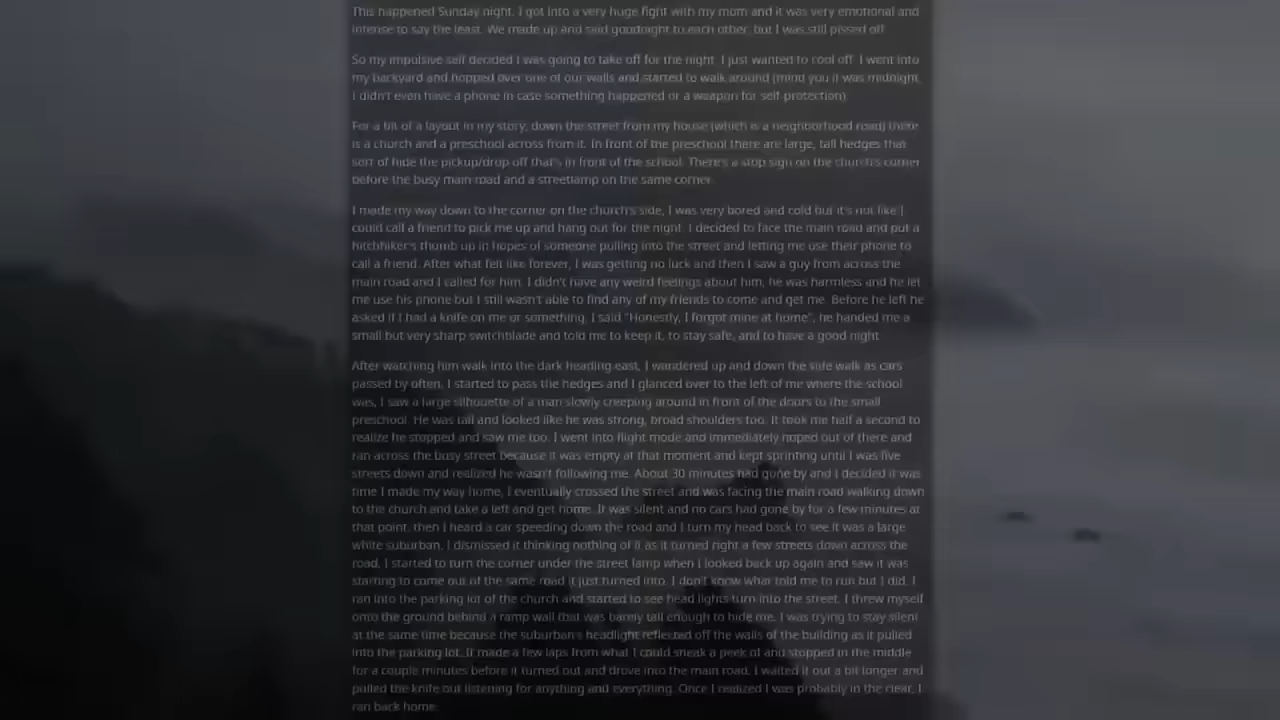 This happened Sunday night. I got into a very huge fight with my mom and it was very emotional and
intense to say the least. We made up and said goodnight to each other, but I was still pissed off
So my impulsive self decided I was going to take off for the night. I just wanted to cool off. I went into
my backyard and hopped over one of our walls and started to walk around (mind you it was midnight,
I didn't even have a phone in case something happened or a weapon for self-protection).
For a bit of a layout in my story; down the street from my house (which is a neighborhood road) there
is a church and a preschool across from it. In front of the preschool there are large, tall hedges that
sort of hide the pickup/drop off that's in front of the school. There's a stop sign on the church's corner
before the busy main road and a streetlamp on the same corner.
I made my way down to the corner on the church's side, I was very bored and cold but it's not like I
could call a friend to pick me up and hang out for the night. I decided to face the main road and put a
hitchhiker's thumb up in hopes of someone pulling into the street and letting me use their phone to
call a friend. After what felt like forever, I was getting no luck and then I saw a guy from across the
main road and I called for him. I didn't have any weird feelings about him, he was harmless and he let
me use his phone but I still wasn't able to find any of my friends to come and get me. Before he left he
asked if I had a knife on me or something. I said "Honestly, I forgot mine at home", he handed me a
small but very sharp switchblade and told me to keep it, to stay safe, and to have a good night
After watching him walk into the dark heading east, I wandered up and down the side walk as cars
passed by often. I started to pass the hedges and I glanced over to the left of me where the school
was, I saw a large silhouette of a man slowly creeping around in front of the doors to the small
preschool. He was tall and looked like he was strong, broad shoulders too. It took me half a second to
realize he stopped and saw me too. I went into flight mode and immediately noped out of there and
ran across the busy street because it was empty at that moment and kept sprinting until I was five
streets down and realized he wasn't following me. About 30 minutes had gone by and I decided it was
time I made my way home, I eventually crossed the street and was facing the main road walking down
to the church and take a left and get home. It was silent and no cars had gone by for a few minutes at
that point. then I heard a car speeding down the road and I turn my head back to see it was a large
white suburban. I dismissed it thinking nothing of it as it turned right a few streets down across the
road. I started to turn the corner under the street lamp when I looked back up again and saw it was
starting to come out of the same road it just turned into. I don't know what told me to run but I did. I
ran into the parking lot of the church and started to see head lights turn into the street. I threw myself
onto the ground behind a ramp wall that was barely tall enough to hide me. I was trying to stay silent
at the same time because the suburban's headlight reflected off the walls of the building as it pulled
into the parking lot. It made a few laps from what I could sneak a peek of and stopped in the middle
for a couple minutes before it turned out and drove into the main road. I waited it out a bit longer and
pulled the knife out listening for anything and everything. Once I realized I was probably in the clear, I
ran back home.